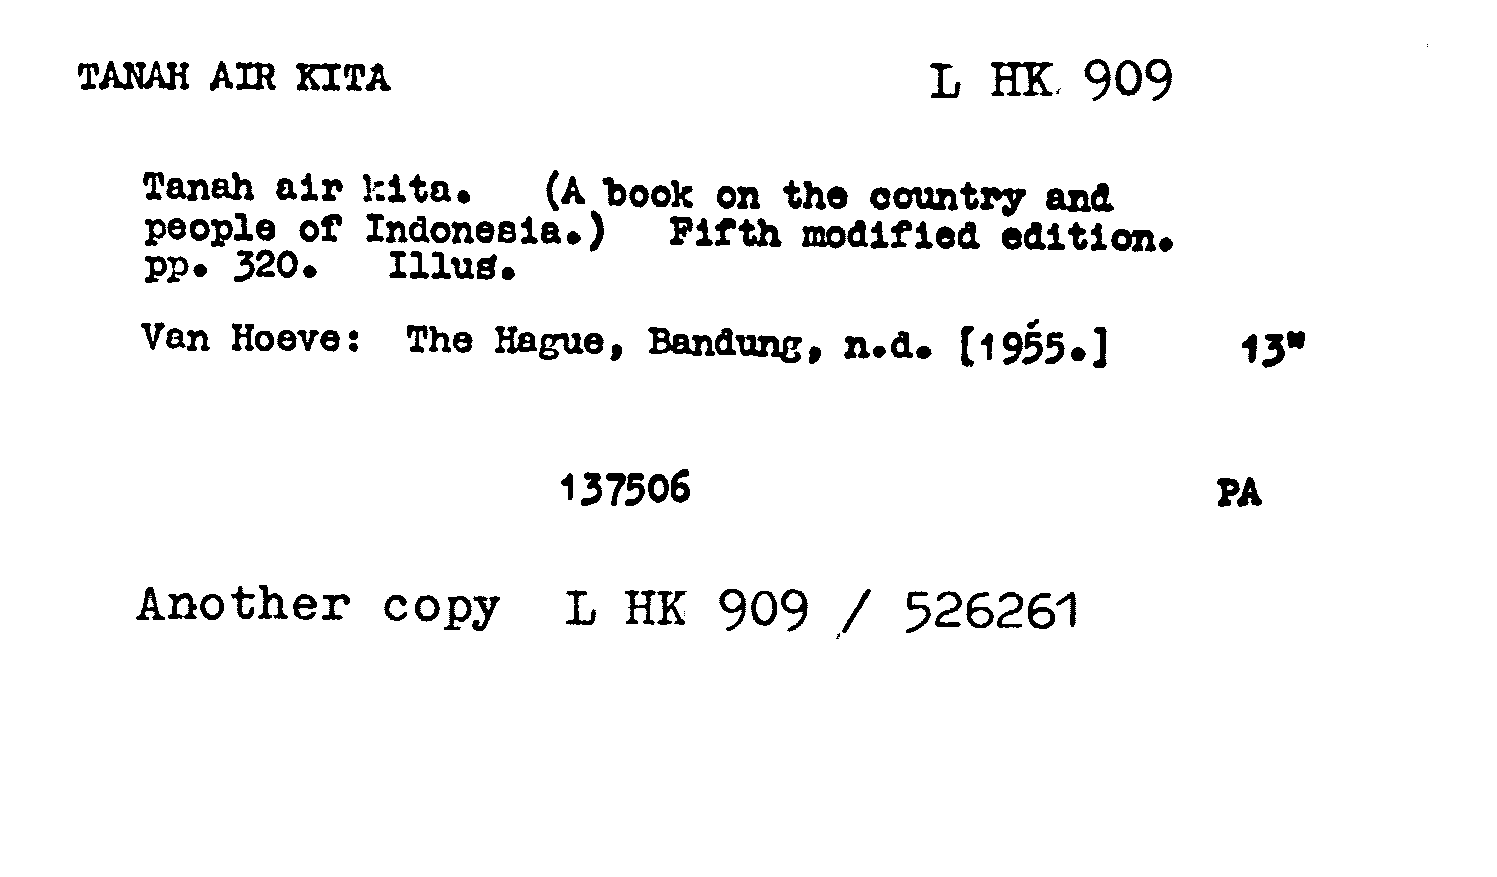 TANAH AIR KITA L HK 909
Tanah air kita. (A book on the country and
people of Indonesia.) Fifth modified edition.
pp. 320. Illus.
Van Hoeve: The Hague, Bandung, n.d. [1955.] 13"
137506 PA
Another copy L HK 909 / 526261